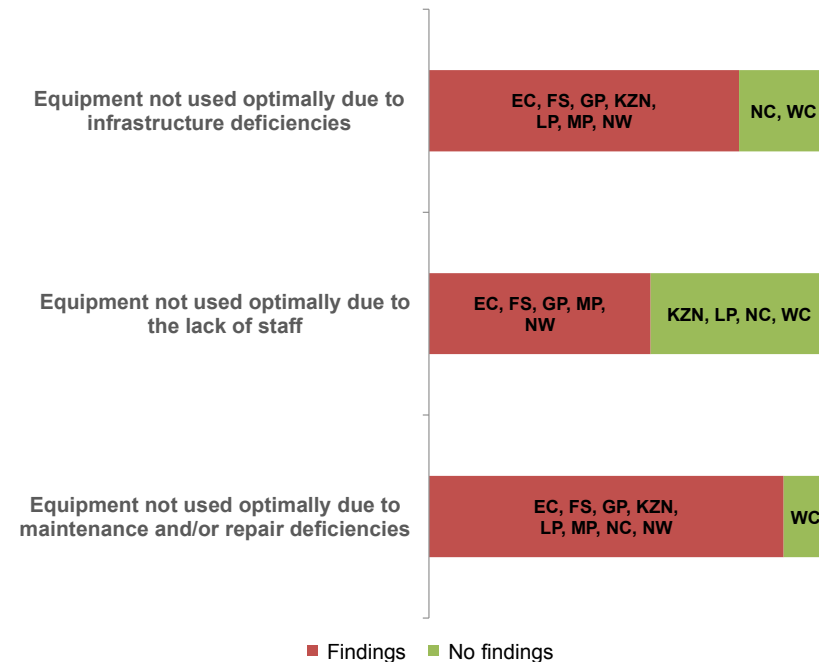 Equipment not used optimally due to
infrastructure deficiencies
EC, FS, GP, KZN,
LP, MP, NW
NC, WC
Equipment not used optimally due to
the lack of staff
EC, FS, GP, MP,
NW
KZN, LP, NC, WC
Equipment not used optimally due to
maintenance and/or repair deficiencies
EC, FS, GP, KZN,
LP, MP, NC, NW
WC
Findings
No findings